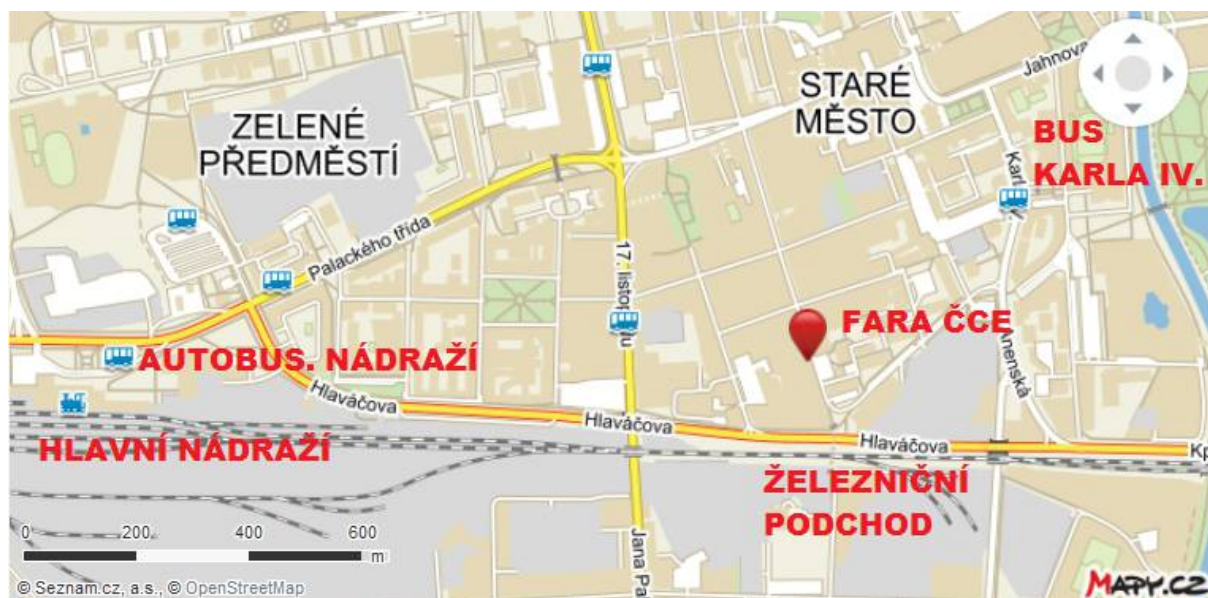 Jahnova
STARÉ
MĚSTO
ZELENÉ
PŘEDMĚSTÍ
BUS
KARLA IV.
Palackého třída
17. listopadu
FARA ČCE
AUTOBUS. NÁDRAŽÍ
Anenská
Hlaváčova
Hlaváčova
Hlaváčova
HLAVNÍ NÁDRAŽÍ
ŽELEZNIČNÍ
PODCHOD
0 200 400 600
m
Jana Pa
© Seznam.cz, a.s., © OpenStreetMap
MAPY.CZ